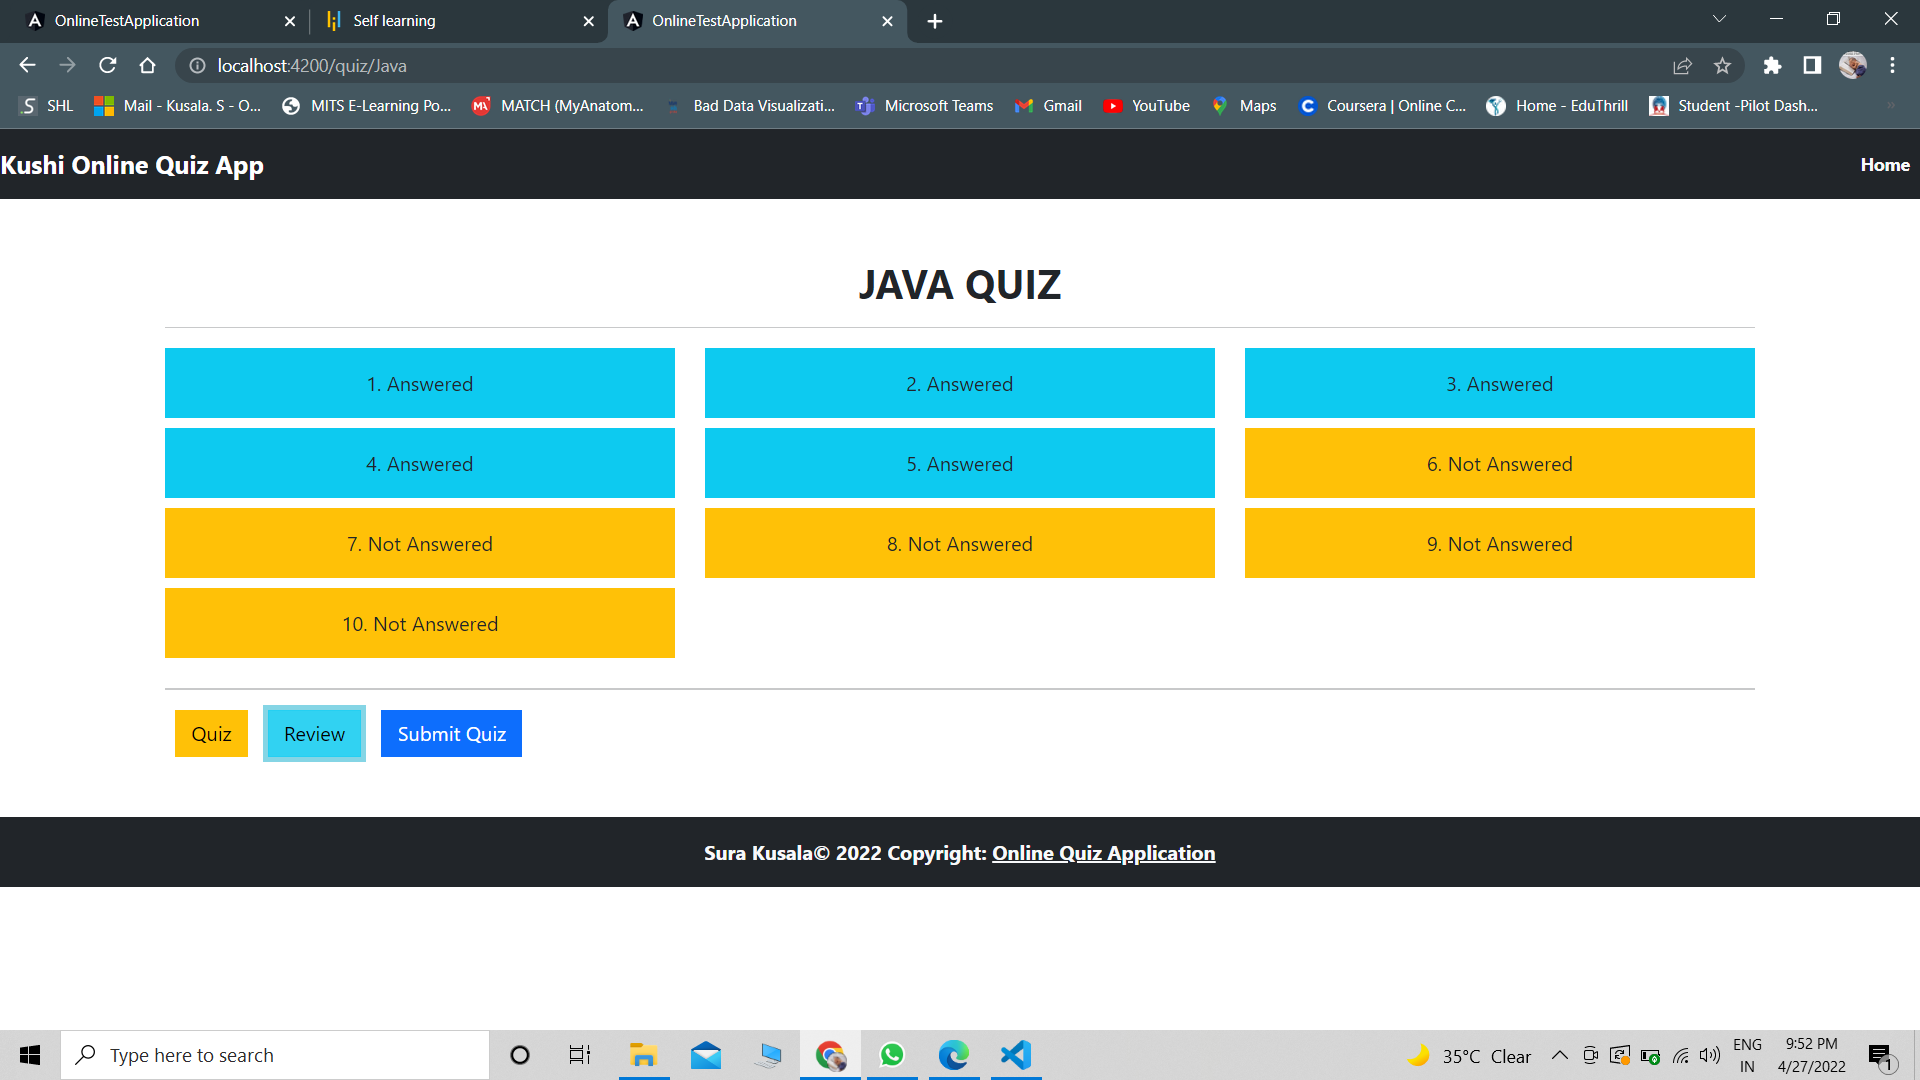 OnlineTestApplication
Self learning
OnlineTestApplication
localhost:4200/quiz/Java
SHL
Mail - Kusala. S - O...
MITS E-Learning Po...
MATCH (MyAnatom...
Bad Data Visualizati...
Microsoft Teams
Gmail
YouTube
Maps
Coursera | Online C...
Home - EduThrill
Student -Pilot Dash...
Kushi Online Quiz App
Home
JAVA QUIZ
1. Answered
2. Answered
3. Answered
4. Answered
5. Answered
6. Not Answered
7. Not Answered
8. Not Answered
9. Not Answered
10. Not Answered
Quiz
Review
Submit Quiz
Sura Kusala© 2022 Copyright: Online Quiz Application
Type here to search
35°C Clear
ENG
IN
9:52 PM
4/27/2022
1